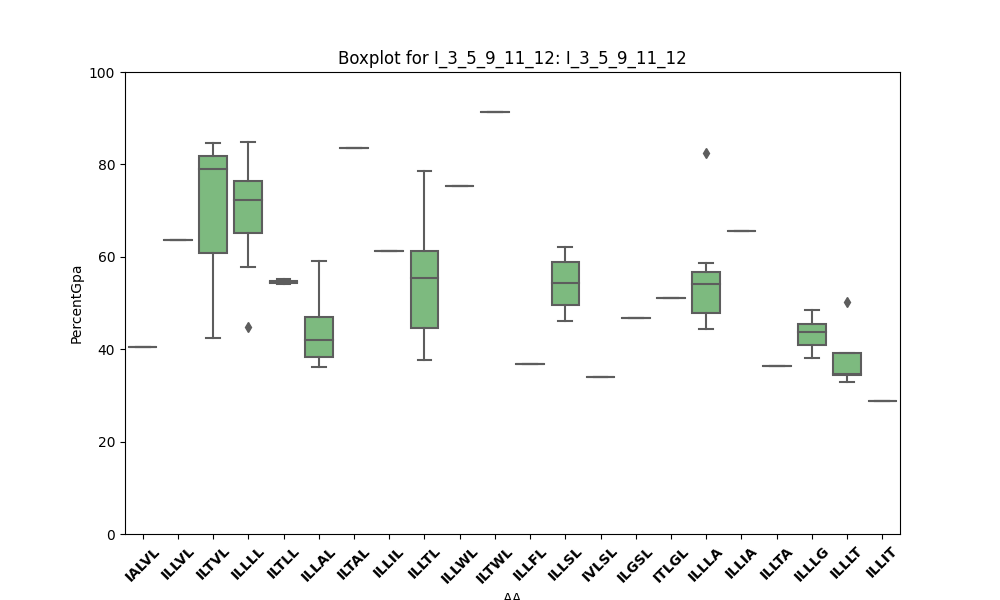 Boxplot for I_3_5_9_11_12: I_3_5_9_11_12
100
80
60
40
20
0
PercentGpa
IALVL
ILLVL
ILTVL
ILLLL
ILTLL
ILLAL
ILTAL
ILLIL
ILLTL
ILLWL
ILTWL
ILLFL
ILLSL
IVLSL
ILGSL
ITLGL
ILLLA
ILLIA
ILLTA
ILLLG
ILLLT
ILLIT
AA